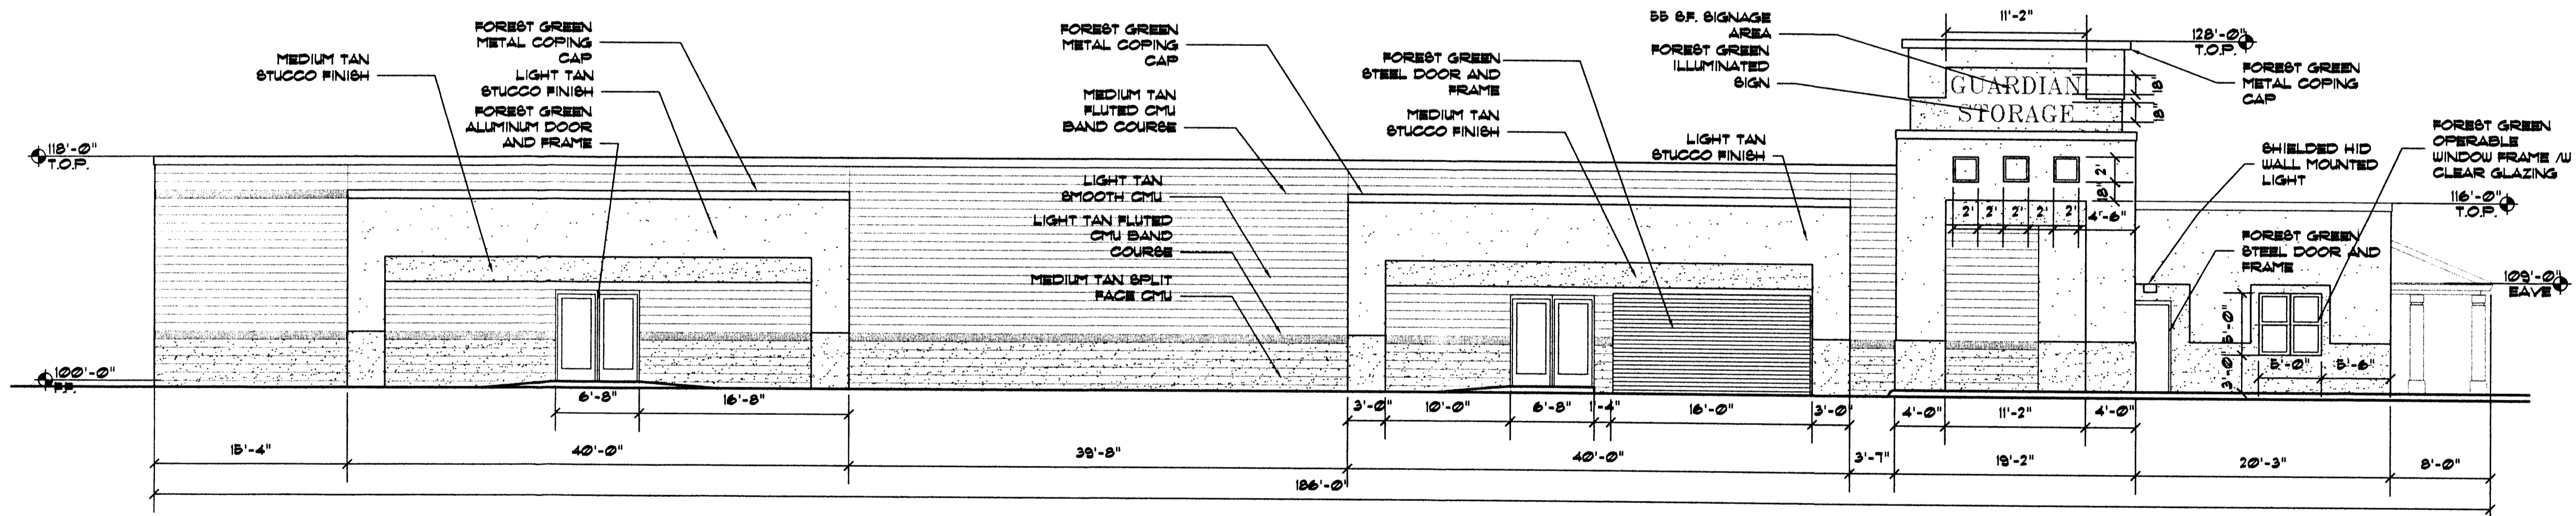 FOREST GREEN
METAL COPING
CAP
MEDIUM TAN
STUCCO FINISH
LIGHT TAN
STUCCO FINISH
FOREST GREEN
ALUMINUM DOOR
AND FRAME
FOREST GREEN
METAL COPING
CAP
MEDIUM TAN
FLUTED CMU
BAND COURSE
LIGHT TAN
SMOOTH CMU
LIGHT TAN FLUTED
CMU BAND
COURSE
MEDIUM TAN SPLIT
FACE CMU
FOREST GREEN
STEEL DOOR AND
FRAME
MEDIUM TAN
STUCCO FINISH
LIGHT TAN
STUCCO FINISH
55 S.F. SIGNAGE
AREA
FOREST GREEN
ILLUMINATED
SIGN
11'-2"
128'-0"
T.O.P.
FOREST GREEN
METAL COPING
CAP
GUARDIAN
STORAGE
18"
18"
2'
18"
2' 2' 2' 2' 2' 4'-6"
SHIELDED HID
WALL MOUNTED
LIGHT
FOREST GREEN
OPERABLE
WINDOW FRAME /W
CLEAR GLAZING
116'-0"
T.O.P.
FOREST GREEN
STEEL DOOR AND
FRAME
109'-0"
EAVE
5'-0"
3'-0"
5'-0" 5'-6"
118'-0"
T.O.P.
100'-0"
F.F.
6'-8" 16'-8"
3'-0" 10'-0" 6'-8" 1'-4" 16'-0" 3'-0" 4'-0" 11'-2" 4'-0"
15'-4" 40'-0" 39'-8" 40'-0" 3'-7" 19'-2" 20'-3" 8'-0"
186'-0"